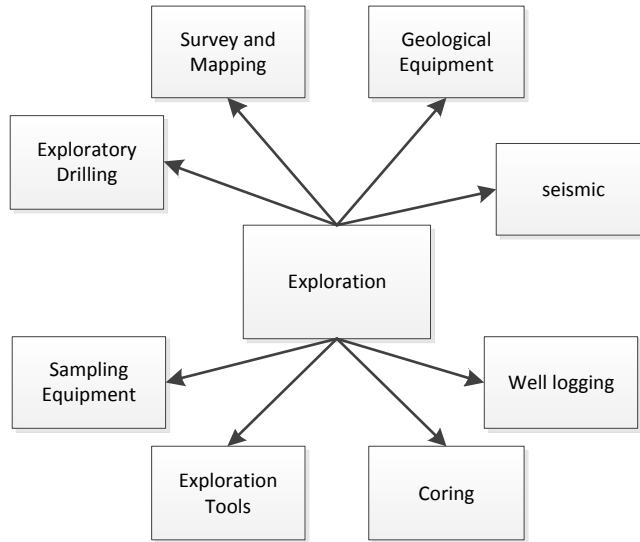 Survey and
Mapping
Geological
Equipment
Exploratory
Drilling
seismic
Exploration
Sampling
Equipment
Well logging
Exploration
Tools
Coring